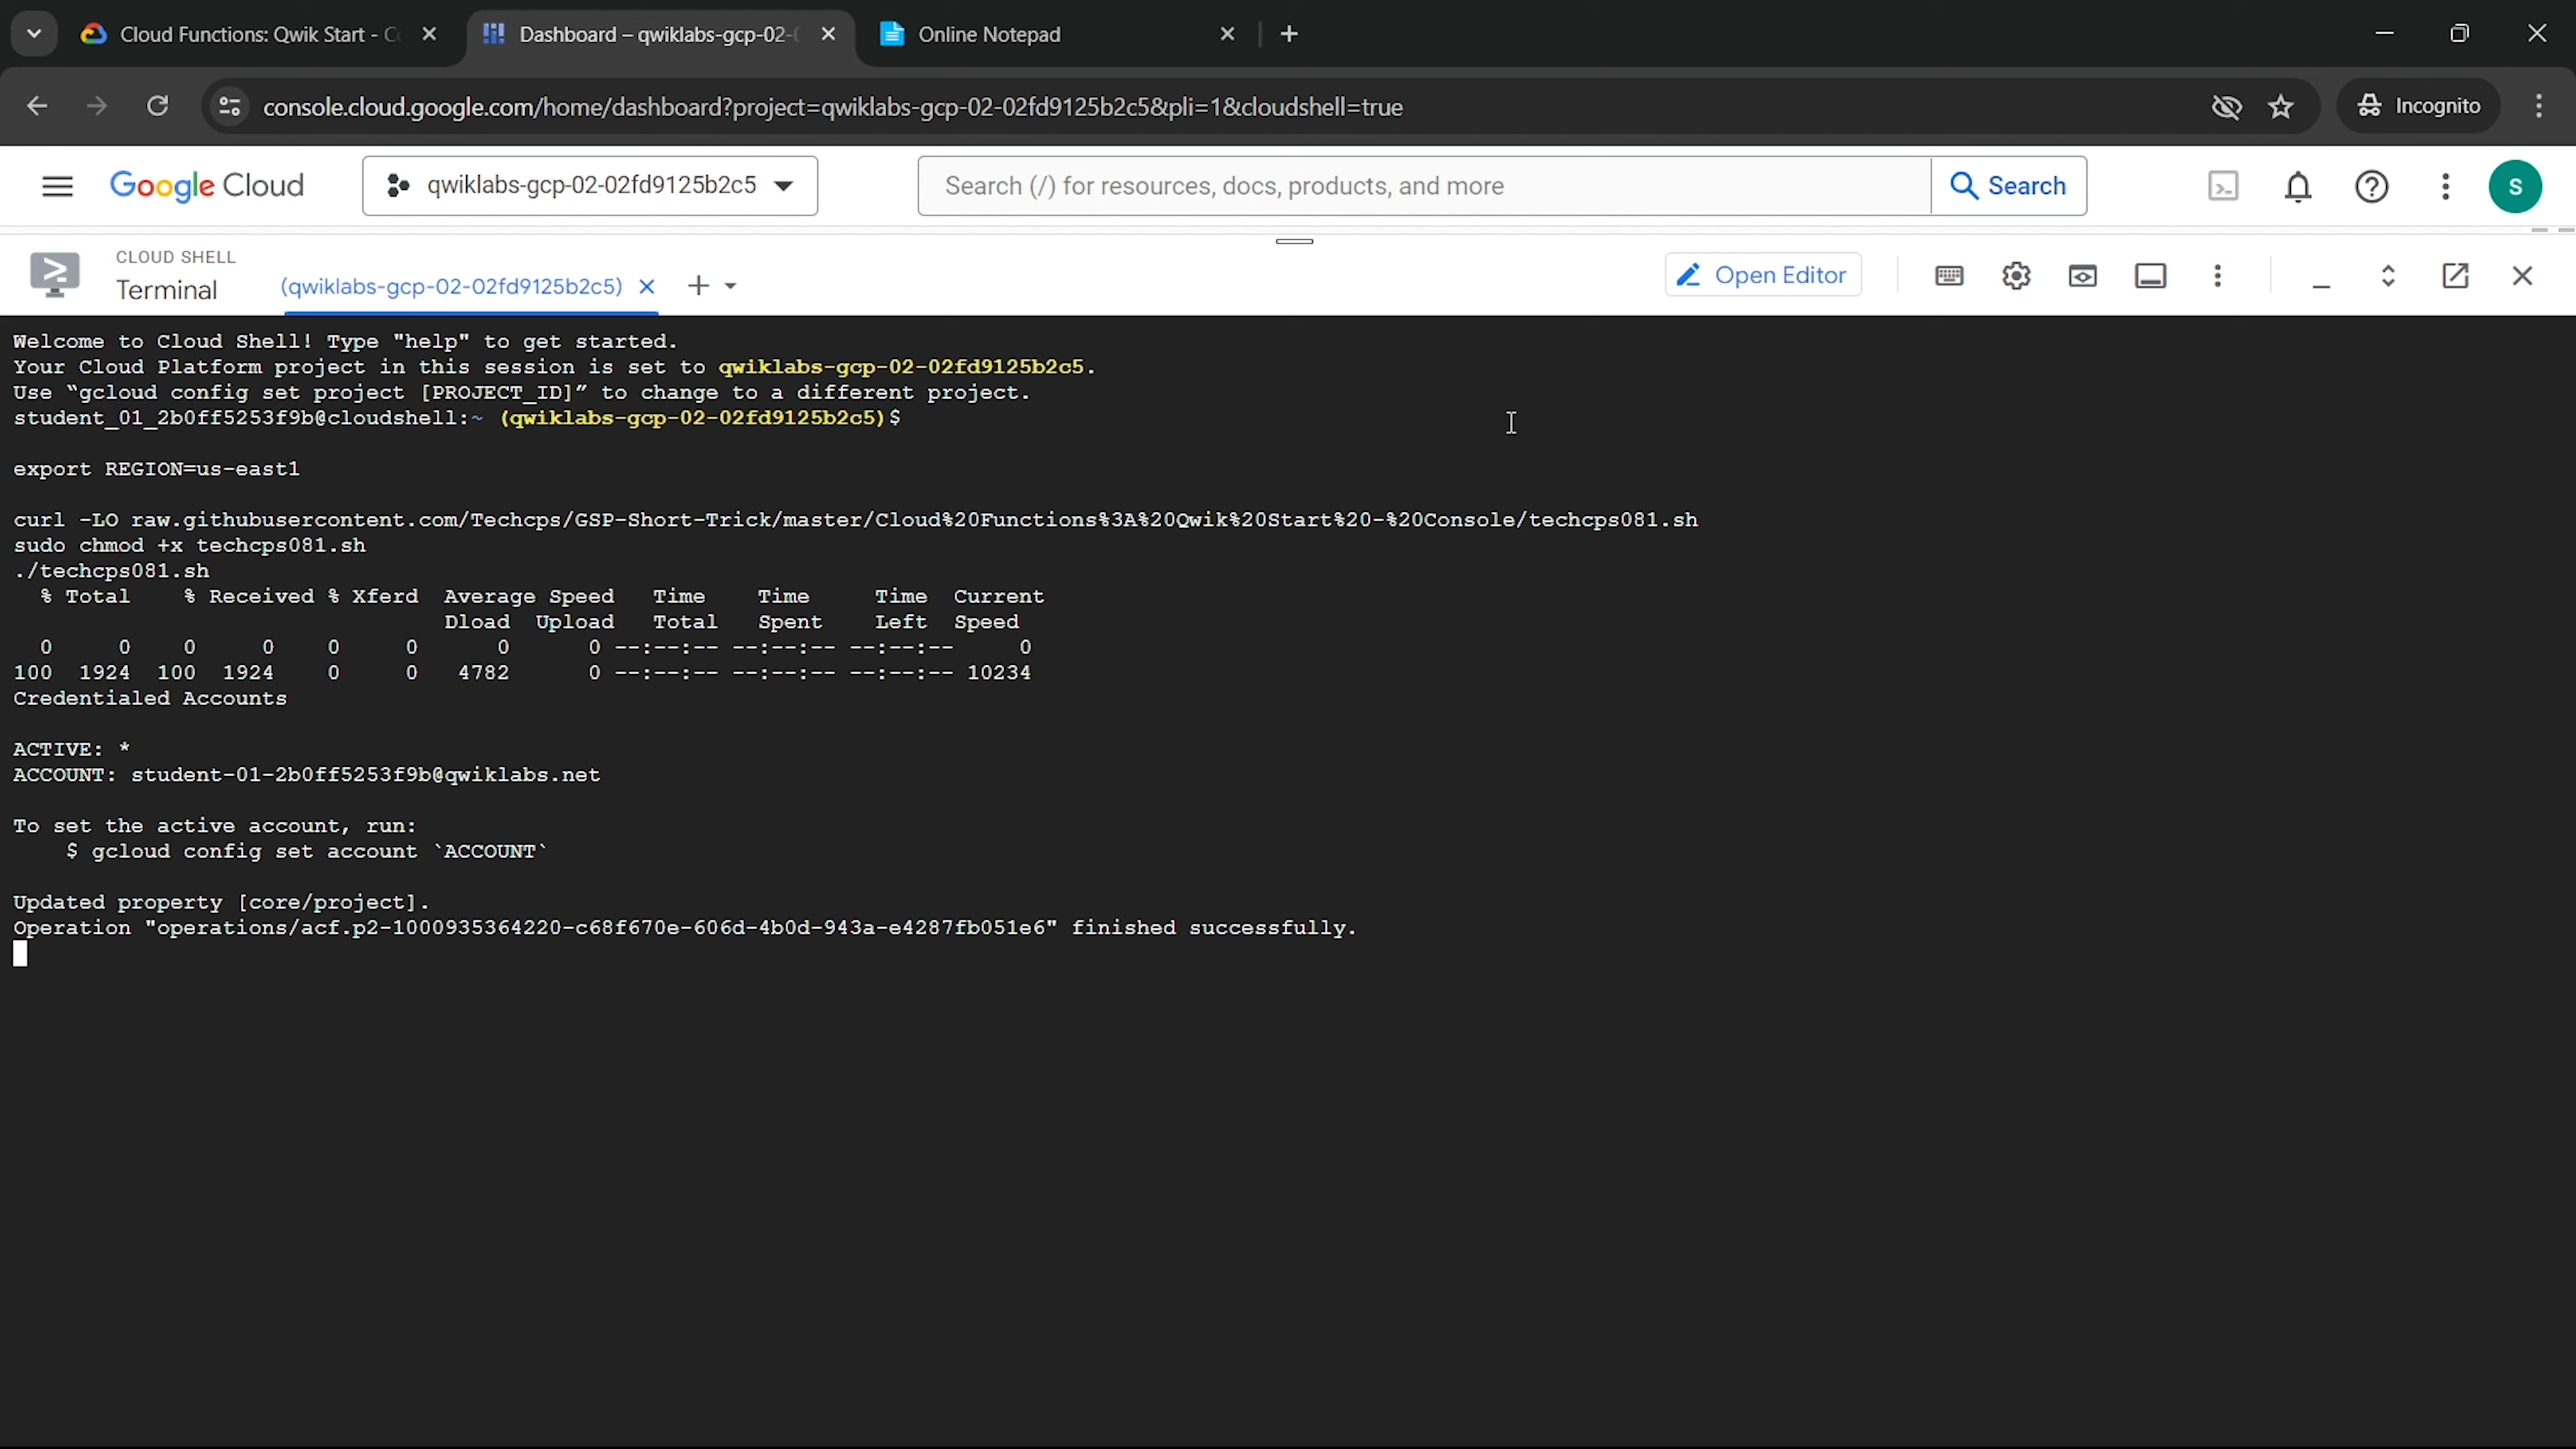 Cloud Functions: Qwik Start - C
Dashboard – qwiklabs-gcp-02-
Online Notepad
console.cloud.google.com/home/dashboard?project=qwiklabs-gcp-02-02fd9125b2c5&pli=1&cloudshell=true
Incognito
Google Cloud
qwiklabs-gcp-02-02fd9125b2c5
Search (/) for resources, docs, products, and more
Search
S
CLOUD SHELL
Terminal
(qwiklabs-gcp-02-02fd9125b2c5)
Open Editor
Welcome to Cloud Shell! Type "help" to get started.
Your Cloud Platform project in this session is set to qwiklabs-gcp-02-02fd9125b2c5.
Use “gcloud config set project [PROJECT_ID]” to change to a different project.
student_01_2b0ff5253f9b@cloudshell:~ (qwiklabs-gcp-02-02fd9125b2c5)$
export REGION=us-east1
curl -LO raw.githubusercontent.com/Techcps/GSP-Short-Trick/master/Cloud%20Functions%3A%20Qwik%20Start%20-%20Console/techcps081.sh
sudo chmod +x techcps081.sh
./techcps081.sh
% Total % Received % Xferd Average Speed Time Time Time Current
Dload Upload Total Spent Left Speed
0 0 0 0 0 0 0 0 --:--:-- --:--:-- --:--:-- 0
100 1924 100 1924 0 0 4782 0 --:--:-- --:--:-- --:--:-- 10234
Credentialed Accounts
ACTIVE: *
ACCOUNT: student-01-2b0ff5253f9b@qwiklabs.net
To set the active account, run:
$ gcloud config set account `ACCOUNT`
Updated property [core/project].
Operation "operations/acf.p2-1000935364220-c68f670e-606d-4b0d-943a-e4287fb051e6" finished successfully.